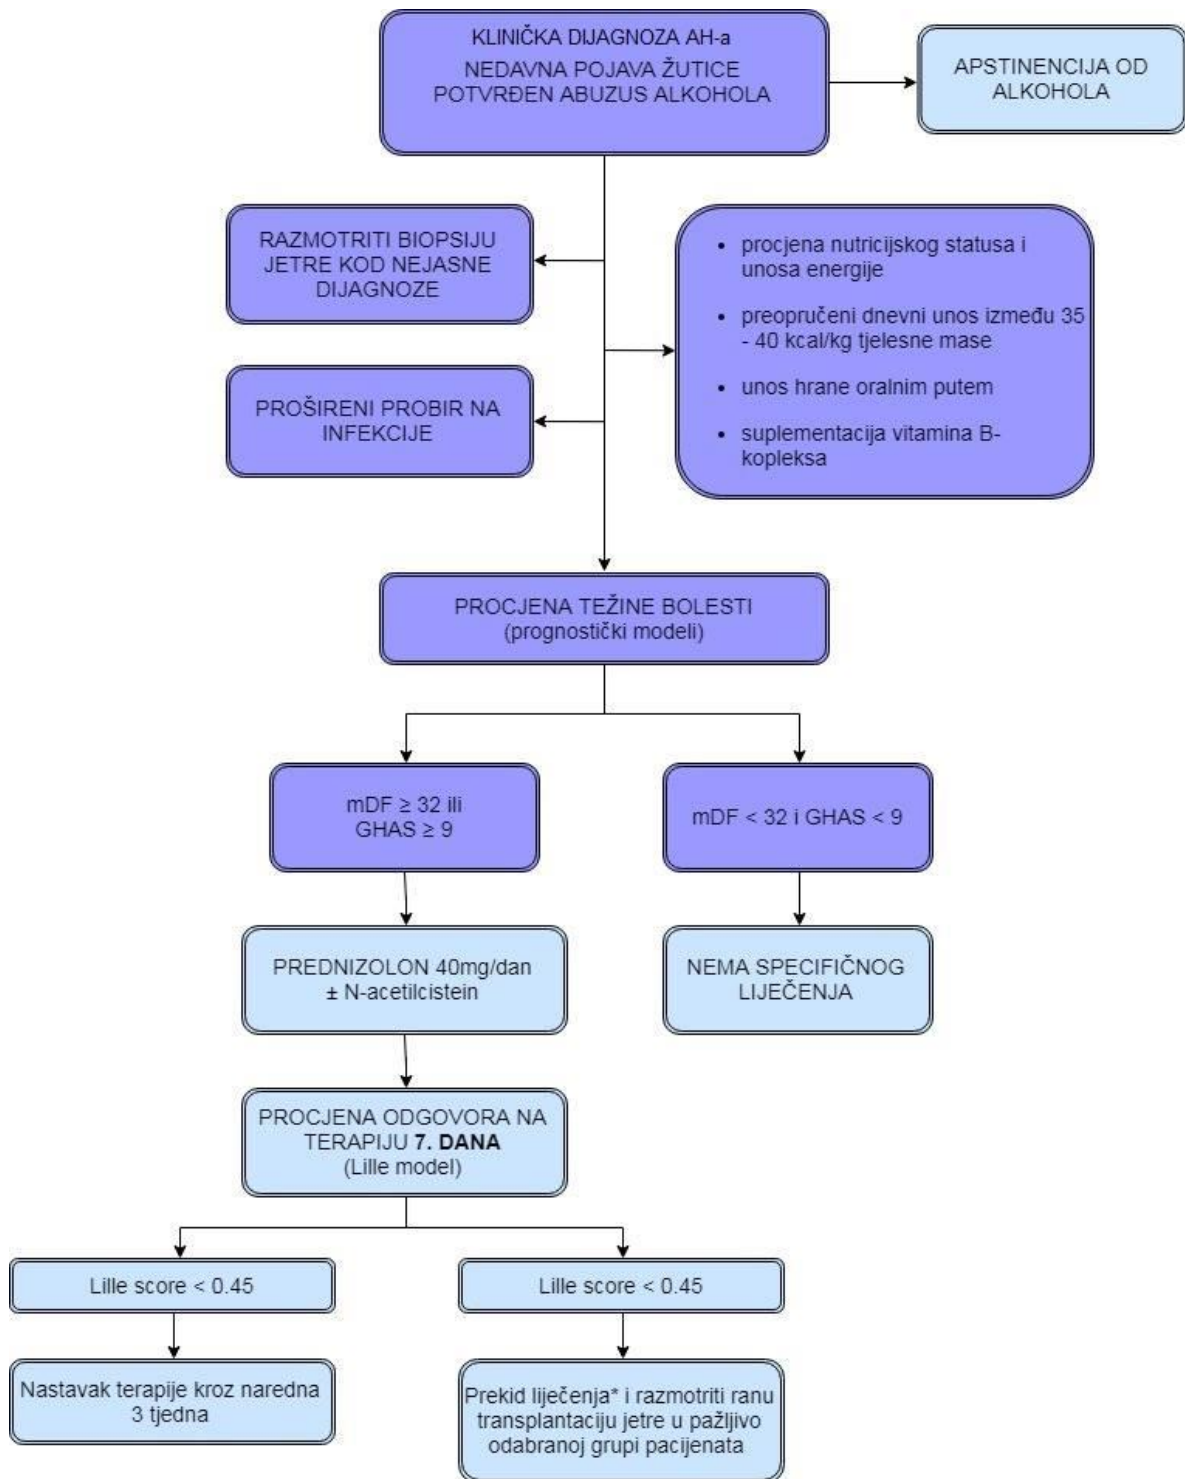 KLINIČKA DIJAGNOZA AH-a
NEDAVNA POJAVA ŽUTICE
POTVRĐEN ABUZUS ALKOHOLA
APSTINENCIJA OD
ALKOHOLA
RAZMOTRITI BIOPSIJU
JETRE KOD NEJASNE
DIJAGNOZE
• procjena nutricijskog statusa i
unosa energije
• preopručeni dnevni unos između 35
- 40 kcal/kg tjelesne mase
• unos hrane oralnim putem
• suplementacija vitamina B-
kopleksa
PROŠIRENI PROBIR NA
INFEKCIJE
PROCJENA TEŽINE BOLESTI
(prognostički modeli)
mDF ≥ 32 ili
GHAS ≥ 9
mDF < 32 i GHAS < 9
PREDNIZOLON 40mg/dan
± N-acetilcistein
NEMA SPECIFIČNOG
LIJEČENJA
PROCJENA ODGOVORA NA
TERAPIJU 7. DANA
(Lille model)
Lille score < 0.45
Lille score < 0.45
Nastavak terapije kroz naredna
3 tjedna
Prekid liječenja* i razmotriti ranu
transplantaciju jetre u pažljivo
odabranoj grupi pacijenata